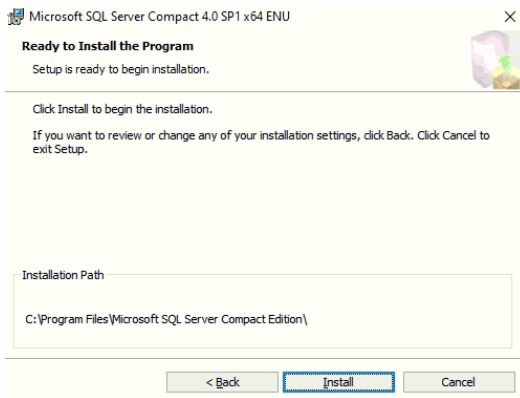 Microsoft SQL Server Compact 4.0 SP1 x64 ENU
Ready to Install the Program
Setup is ready to begin installation.
Click Install to begin the installation.
If you want to review or change any of your installation settings, click Back. Click Cancel to
exit Setup.
Installation Path
C:\Program Files\Microsoft SQL Server Compact Edition\
< Back Install Cancel